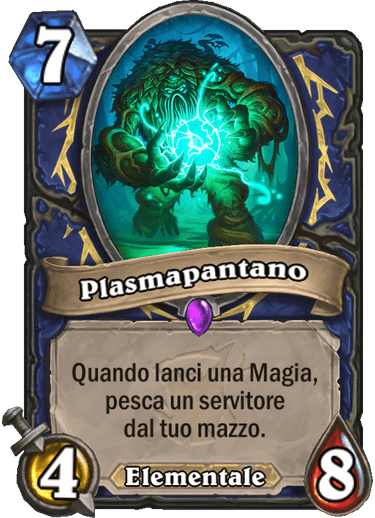 7
Plasmapantano
Quando lanci una Magia,
pesca un servitore
dal tuo mazzo.
4
Elementale
8